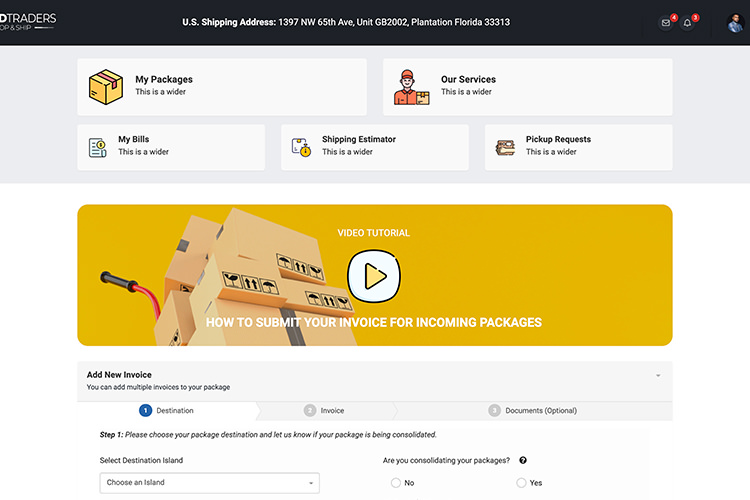 DTRADERS
OP & SHIP
U.S. Shipping Address: 1397 NW 65th Ave, Unit GB2002, Plantation Florida 33313
4
3
My Packages
This is a wider
Our Services
This is a wider
My Bills
This is a wider
Shipping Estimator
This is a wider
Pickup Requests
This is a wider
VIDEO TUTORIAL
HOW TO SUBMIT YOUR INVOICE FOR INCOMING PACKAGES
Add New Invoice
You can add multiple invoices to your package
1 Destination
2 Invoice
3 Documents (Optional)
Step 1: Please choose your package destination and let us know if your package is being consolidated.
Select Destination Island
Choose an Island
Are you consolidating your packages? ?
No
Yes